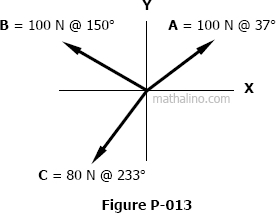 Y
B = 100 N @ 150° A = 100 N @ 37°
X
mathalino.com
C = 80 N @ 233°
Figure P-013